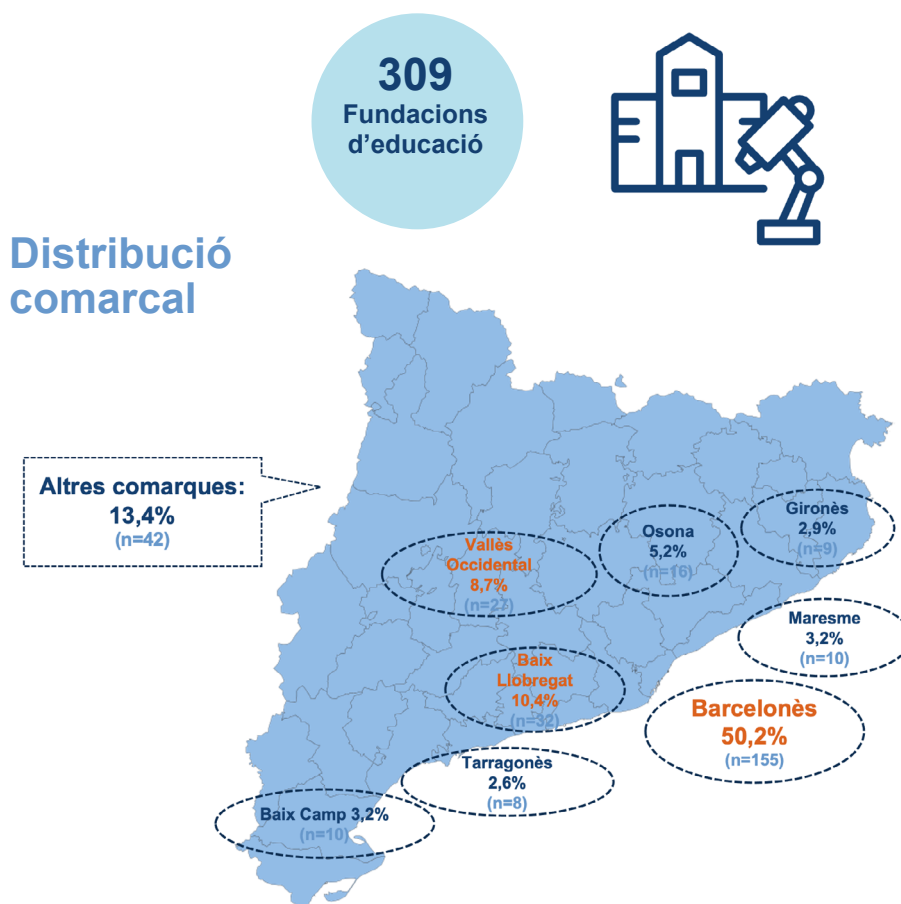 309
Fundacions
d'educació
Distribució
comarcal
Altres comarques:
13,4%
(n=42)
Vallès
Occidental
8,7%
(n=27)
Osona
5,2%
(n=16)
Gironès
2,9%
(n=9)
Maresme
3,2%
(n=10)
Baix
Llobregat
10,4%
(n=32)
Barcelonès
50,2%
(n=155)
Tarragonès
2,6%
(n=8)
Baix Camp 3,2%
(n=10)